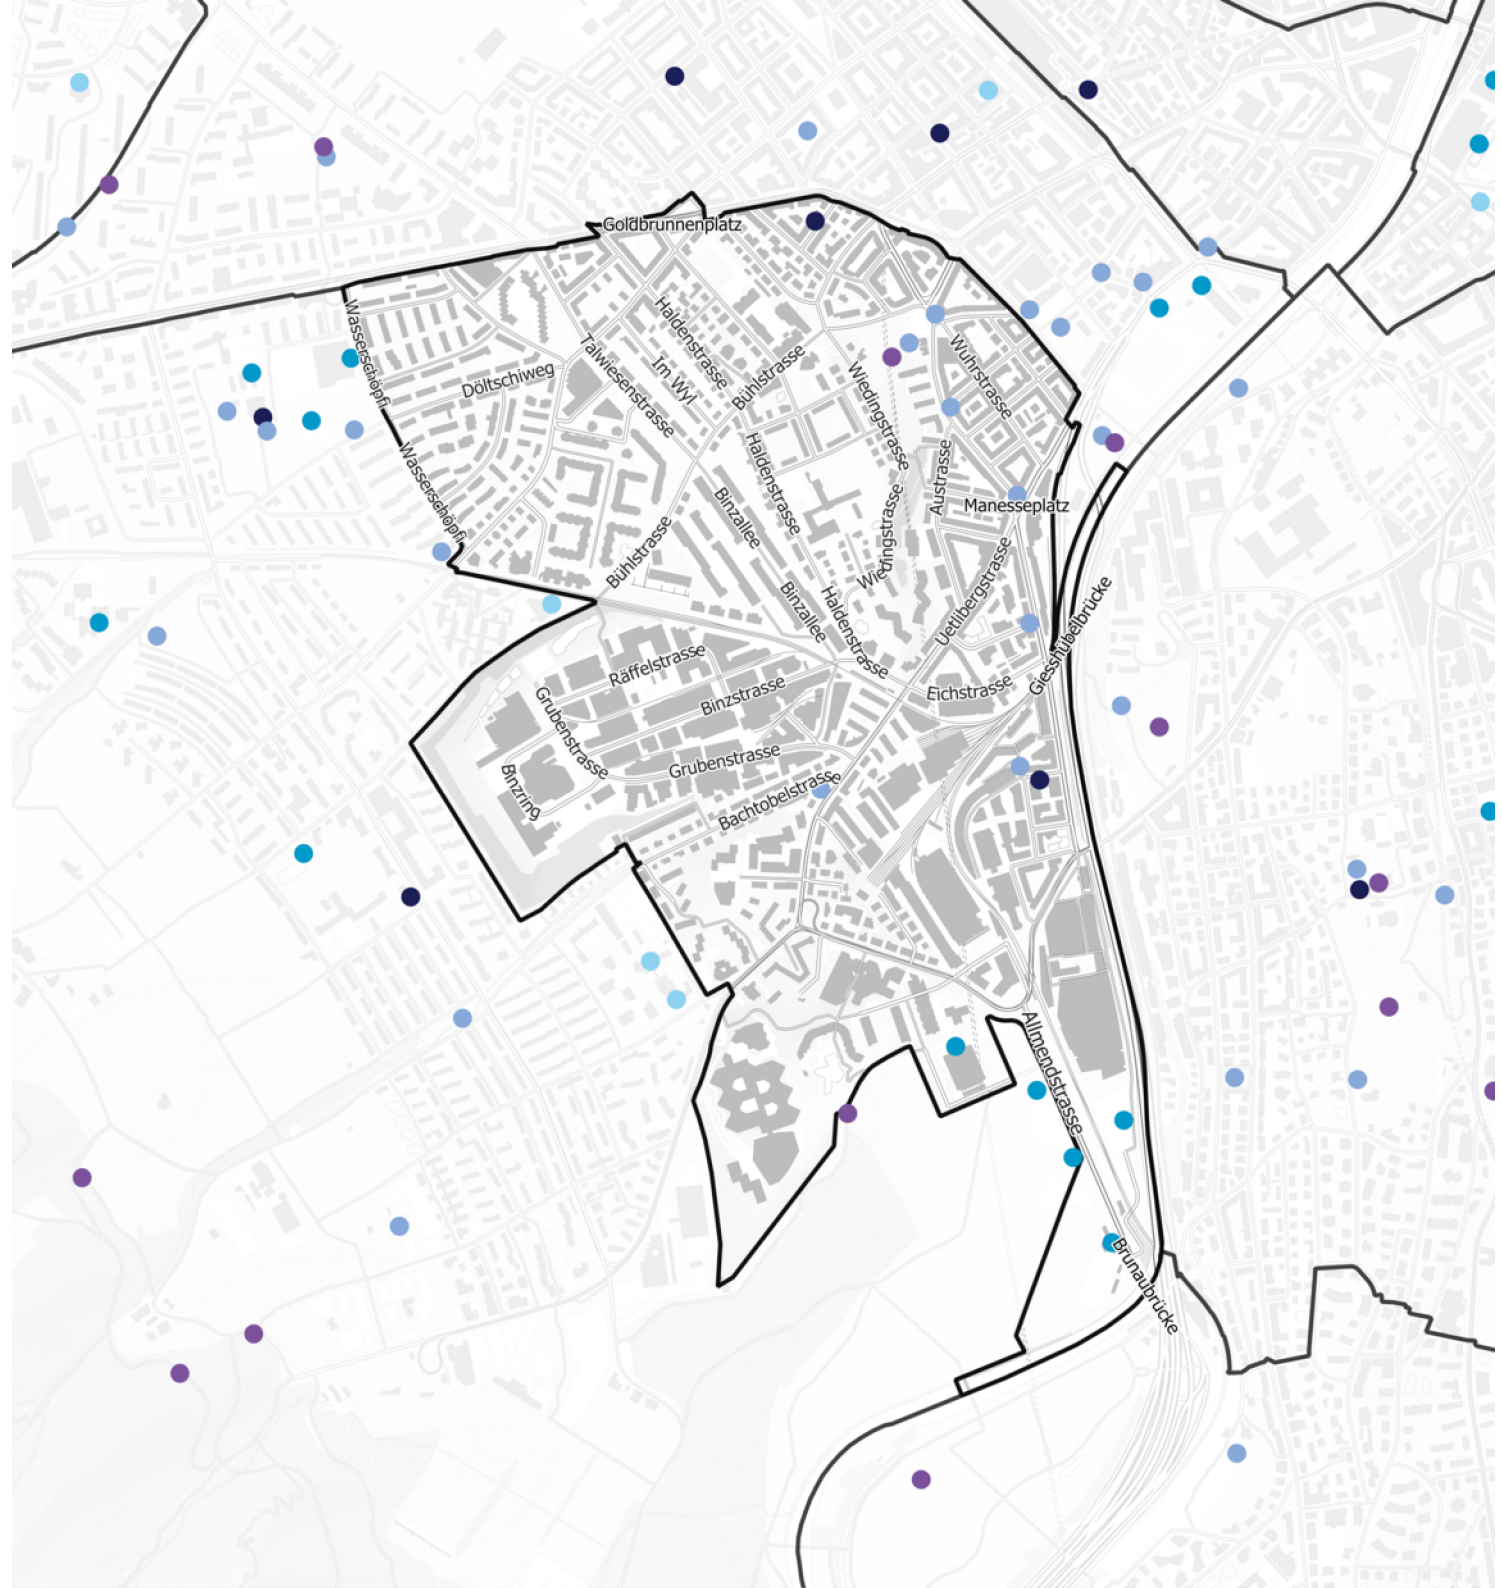 Goldbrunnenplatz
Wasserschöpfi
Haldenstrasse
Talwiesenstrasse
Im Wyl
Bühlstrasse
Wuhrstrasse
Döltschiweg
Wiedingstrasse
Haldenstrasse
Austrasse
Wasserschöpfi
Binzallee
Manesseplatz
Wiedingstrasse
Bühlstrasse
Uetlibergstrasse
Binzallee
Haldenstrasse
Giesshübelbrücke
Räffelstrasse
Eichstrasse
Binzstrasse
Grubenstrasse
Grubenstrasse
Binzring
Bachtobelstrasse
Allmendstrasse
Brunaubrücke